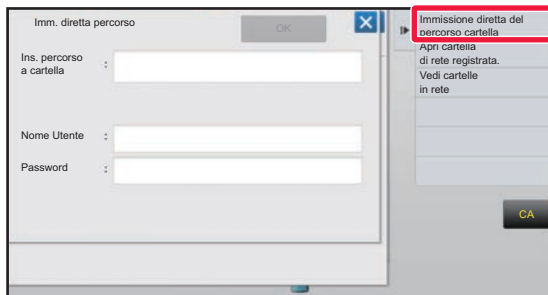 Imm. diretta percorso
OK
Ins. percorso
a cartella :
Nome Utente :
Password :
Immissione diretta del
percorso cartella
Apri cartella
di rete registrata.
Vedi cartelle
in rete
CA